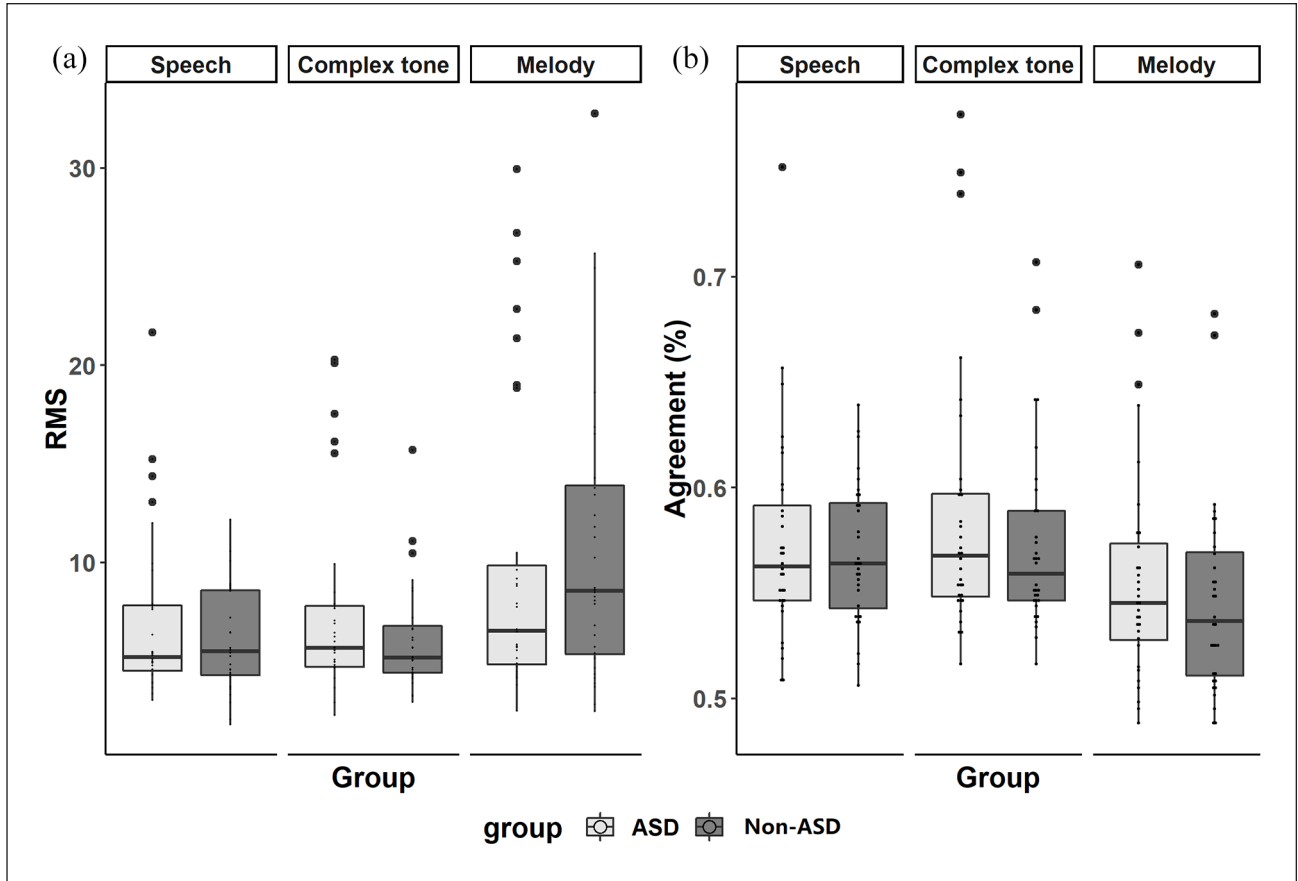 (a)
Speech
Complex tone
Melody
30
20
10
RMS
Group
(b)
Speech
Complex tone
Melody
0.7
0.6
0.5
Agreement (%)
Group
group ASD Non-ASD